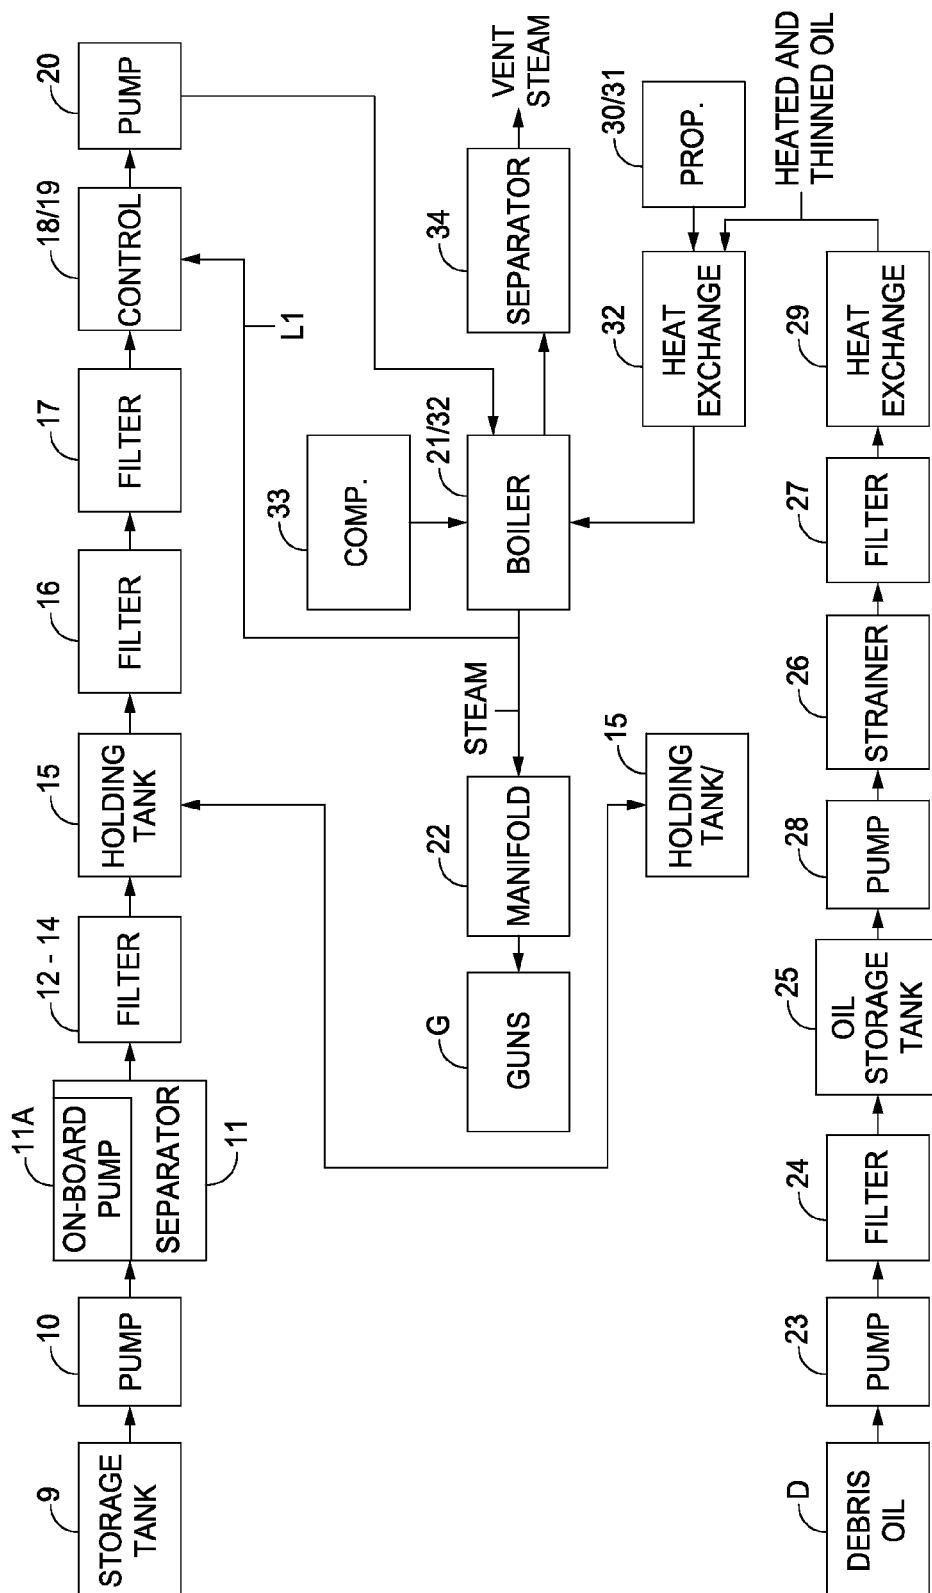 9
STORAGE
TANK
10
PUMP
11A
ON-BOARD
PUMP
SEPARATOR
11
12 - 14
FILTER
15
HOLDING
TANK
16
FILTER
17
FILTER
18/19
CONTROL
20
PUMP
L1
33
COMP.
21/32
BOILER
34
SEPARATOR
VENT
STEAM
STEAM
22
MANIFOLD
G
GUNS
15
HOLDING
TANK/
30/31
PROP.
32
HEAT
EXCHANGE
HEATED AND
THINNED OIL
D
DEBRIS
OIL
23
PUMP
24
FILTER
25
OIL
STORAGE
TANK
28
PUMP
26
STRAINER
27
FILTER
29
HEAT
EXCHANGE